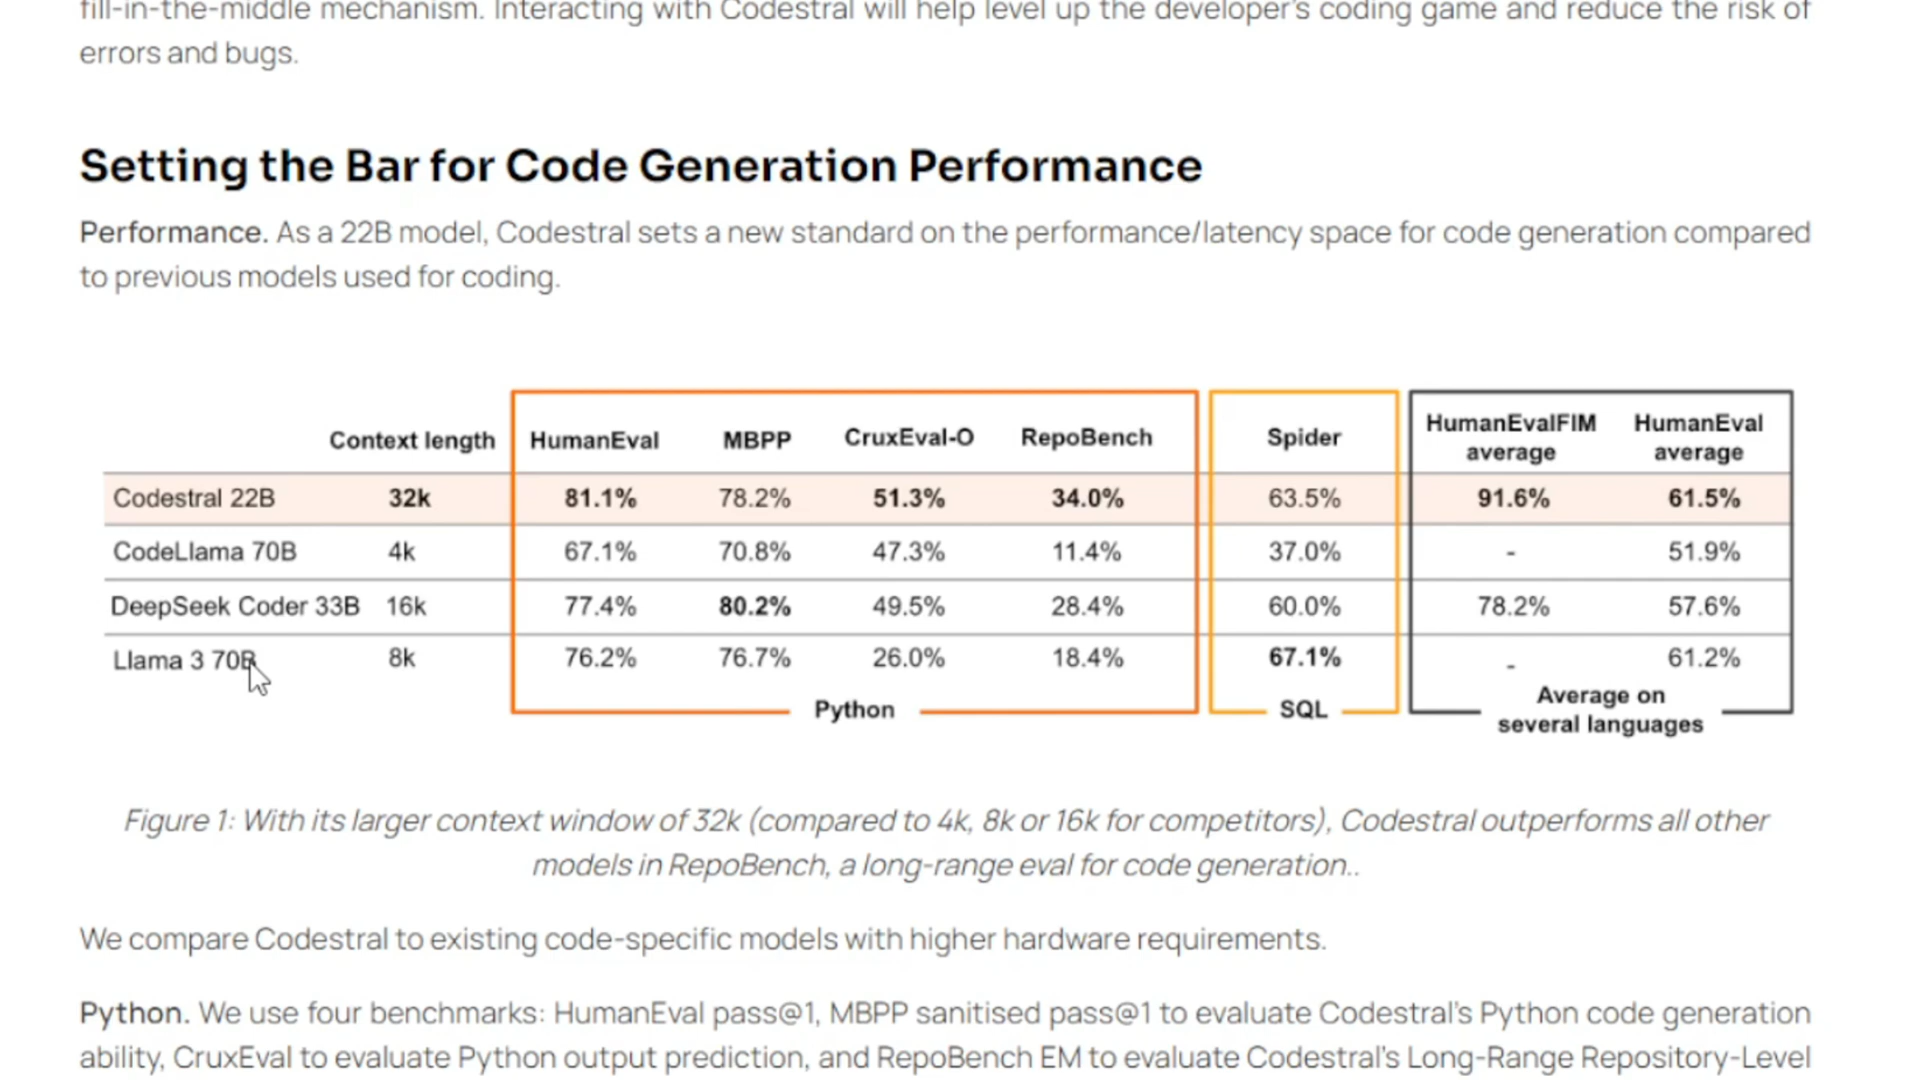 fill-in-the-middle mechanism. Interacting with Codestral will help level up the developer's coding game and reduce the risk of
errors and bugs.
Setting the Bar for Code Generation Performance
Performance. As a 22B model, Codestral sets a new standard on the performance/latency space for code generation compared
to previous models used for coding.
Context length HumanEval MBPP CruxEval-O RepoBench Spider HumanEvalFIM average HumanEval average
Codestral 22B 32k 81.1% 78.2% 51.3% 34.0% 63.5% 91.6% 61.5%
CodeLlama 70B 4k 67.1% 70.8% 47.3% 11.4% 37.0% - 51.9%
DeepSeek Coder 33B 16k 77.4% 80.2% 49.5% 28.4% 60.0% 78.2% 57.6%
Llama 3 70B 8k 76.2% 76.7% 26.0% 18.4% 67.1% - 61.2%
Python SQL Average on several languages
Figure 1: With its larger context window of 32k (compared to 4k, 8k or 16k for competitors), Codestral outperforms all other
models in RepoBench, a long-range eval for code generation..
We compare Codestral to existing code-specific models with higher hardware requirements.
Python. We use four benchmarks: HumanEval pass@1, MBPP sanitised pass@1 to evaluate Codestral's Python code generation
ability, CruxEval to evaluate Python output prediction, and RepoBench EM to evaluate Codestral's Long-Range Repository-Level